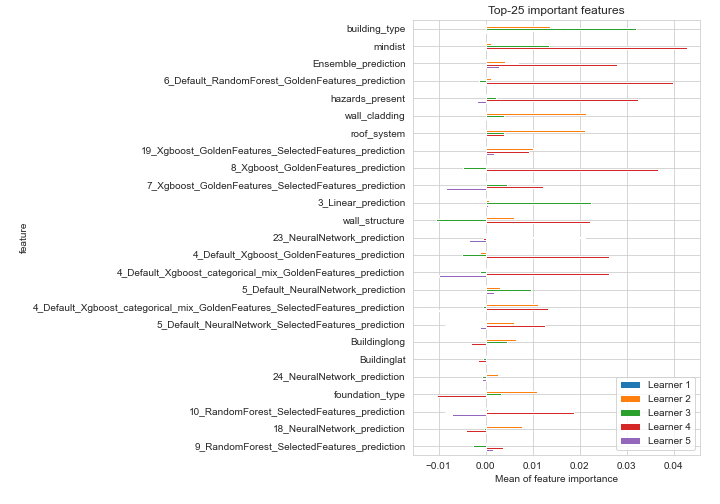 Top-25 important features
building_type
mindist
Ensemble_prediction
6_Default_RandomForest_GoldenFeatures_prediction
hazards_present
wall_cladding
roof_system
19_Xgboost_GoldenFeatures_SelectedFeatures_prediction
8_Xgboost_GoldenFeatures_prediction
7_Xgboost_GoldenFeatures_SelectedFeatures_prediction
3_Linear_prediction
wall_structure
23_NeuralNetwork_prediction
4_Default_Xgboost_GoldenFeatures_prediction
4_Default_Xgboost_categorical_mix_GoldenFeatures_prediction
5_Default_NeuralNetwork_prediction
4_Default_Xgboost_categorical_mix_GoldenFeatures_SelectedFeatures_prediction
5_Default_NeuralNetwork_SelectedFeatures_prediction
Buildinglong
Buildinglat
24_NeuralNetwork_prediction
foundation_type
10_RandomForest_SelectedFeatures_prediction
18_NeuralNetwork_prediction
9_RandomForest_SelectedFeatures_prediction
feature
Learner 1
Learner 2
Learner 3
Learner 4
Learner 5
−0.01 0.00 0.01 0.02 0.03 0.04
Mean of feature importance